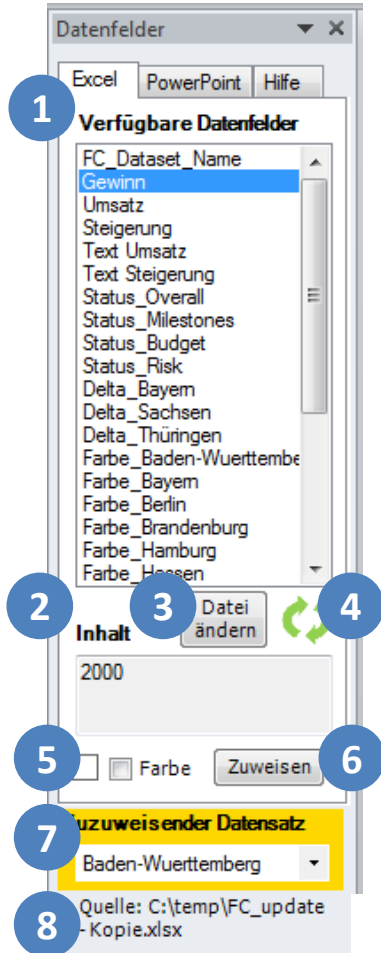 Datenfelder
Excel PowerPoint Hilfe
1
Verfügbare Datenfelder
FC_Dataset_Name
Gewinn
Umsatz
Steigerung
Text Umsatz
Text Steigerung
Status_Overall
Status_Milestones
Status_Budget
Status_Risk
Delta_Bayern
Delta_Sachsen
Delta_Thüringen
Farbe_Baden-Wuerttembe
Farbe_Bayern
Farbe_Berlin
Farbe_Brandenburg
Farbe_Hamburg
Farbe_Hessen
2 3 Datei 4
Inhalt ändern
2000
5 Farbe Zuweisen 6
7 Zuzuweisender Datensatz
Baden-Wuerttemberg
8 Quelle: C:\temp\FC_update
- Kopie.xlsx